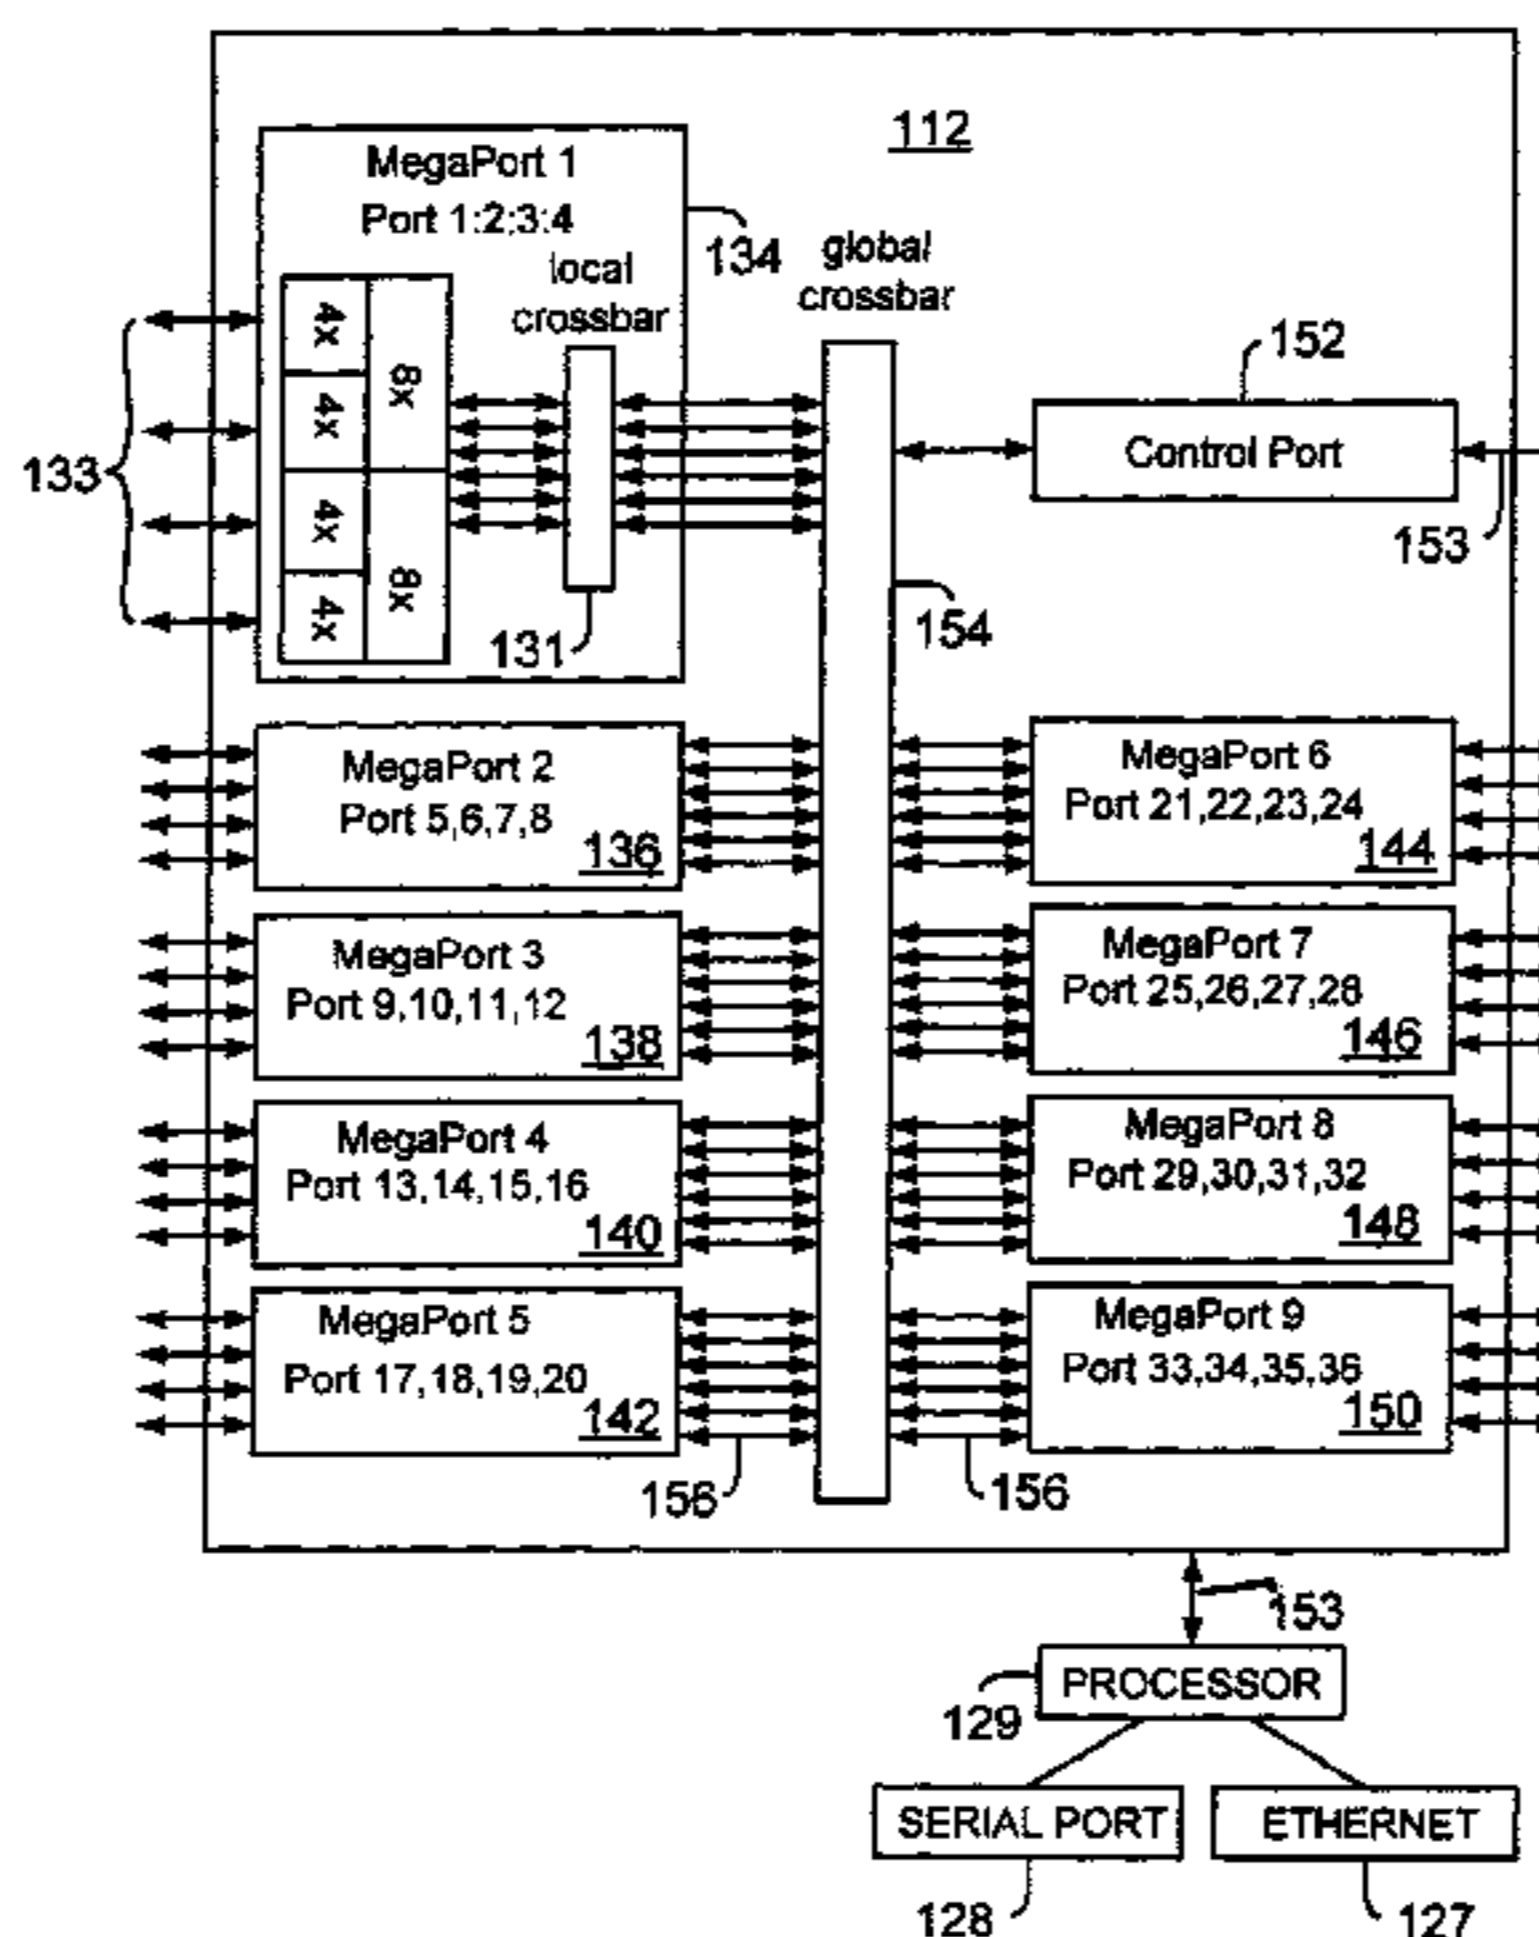 112
MegaPort 1
Port 1:2:3:4
134
local
crossbar
global
crossbar
4x
4x
4x
4x
8x
8x
133
131
152
Control Port
153
154
MegaPort 2
Port 5,6,7,8
136
MegaPort 6
Port 21,22,23,24
144
MegaPort 3
Port 9,10,11,12
138
MegaPort 7
Port 25,26,27,28
146
MegaPort 4
Port 13,14,15,16
140
MegaPort 8
Port 29,30,31,32
148
MegaPort 5
Port 17,18,19,20
142
MegaPort 9
Port 33,34,35,36
150
156
156
153
PROCESSOR
129
SERIAL PORT
ETHERNET
128
127